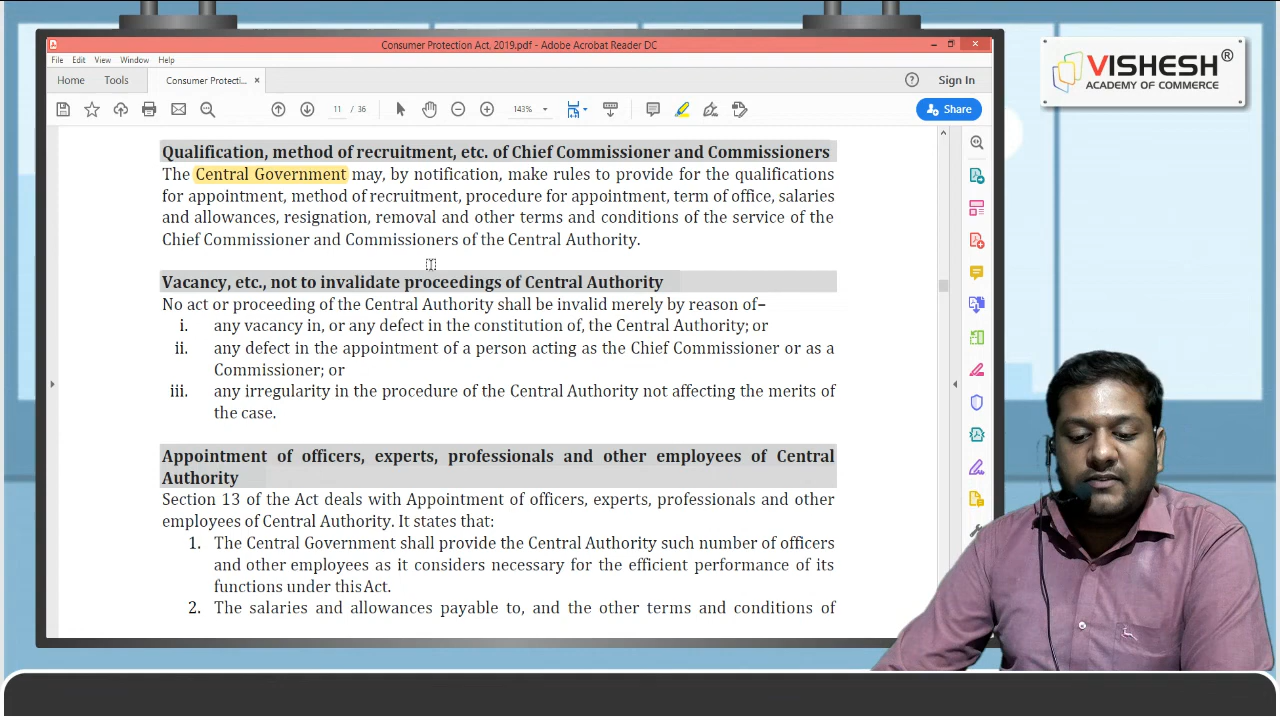 Consumer Protection Act, 2019.pdf - Adobe Acrobat Reader DC
File Edit View Window Help
Home Tools Consumer Protecti... × Sign In
11 / 36 143% Share
VISHESH®
ACADEMY OF COMMERCE
Qualification, method of recruitment, etc. of Chief Commissioner and Commissioners
The Central Government may, by notification, make rules to provide for the qualifications
for appointment, method of recruitment, procedure for appointment, term of office, salaries
and allowances, resignation, removal and other terms and conditions of the service of the
Chief Commissioner and Commissioners of the Central Authority.
Vacancy, etc., not to invalidate proceedings of Central Authority
No act or proceeding of the Central Authority shall be invalid merely by reason of–
i. any vacancy in, or any defect in the constitution of, the Central Authority; or
ii. any defect in the appointment of a person acting as the Chief Commissioner or as a
Commissioner; or
iii. any irregularity in the procedure of the Central Authority not affecting the merits of
the case.
Appointment of officers, experts, professionals and other employees of Central
Authority
Section 13 of the Act deals with Appointment of officers, experts, professionals and other
employees of Central Authority. It states that:
1. The Central Government shall provide the Central Authority such number of officers
and other employees as it considers necessary for the efficient performance of its
functions under this Act.
2. The salaries and allowances payable to, and the other terms and conditions of